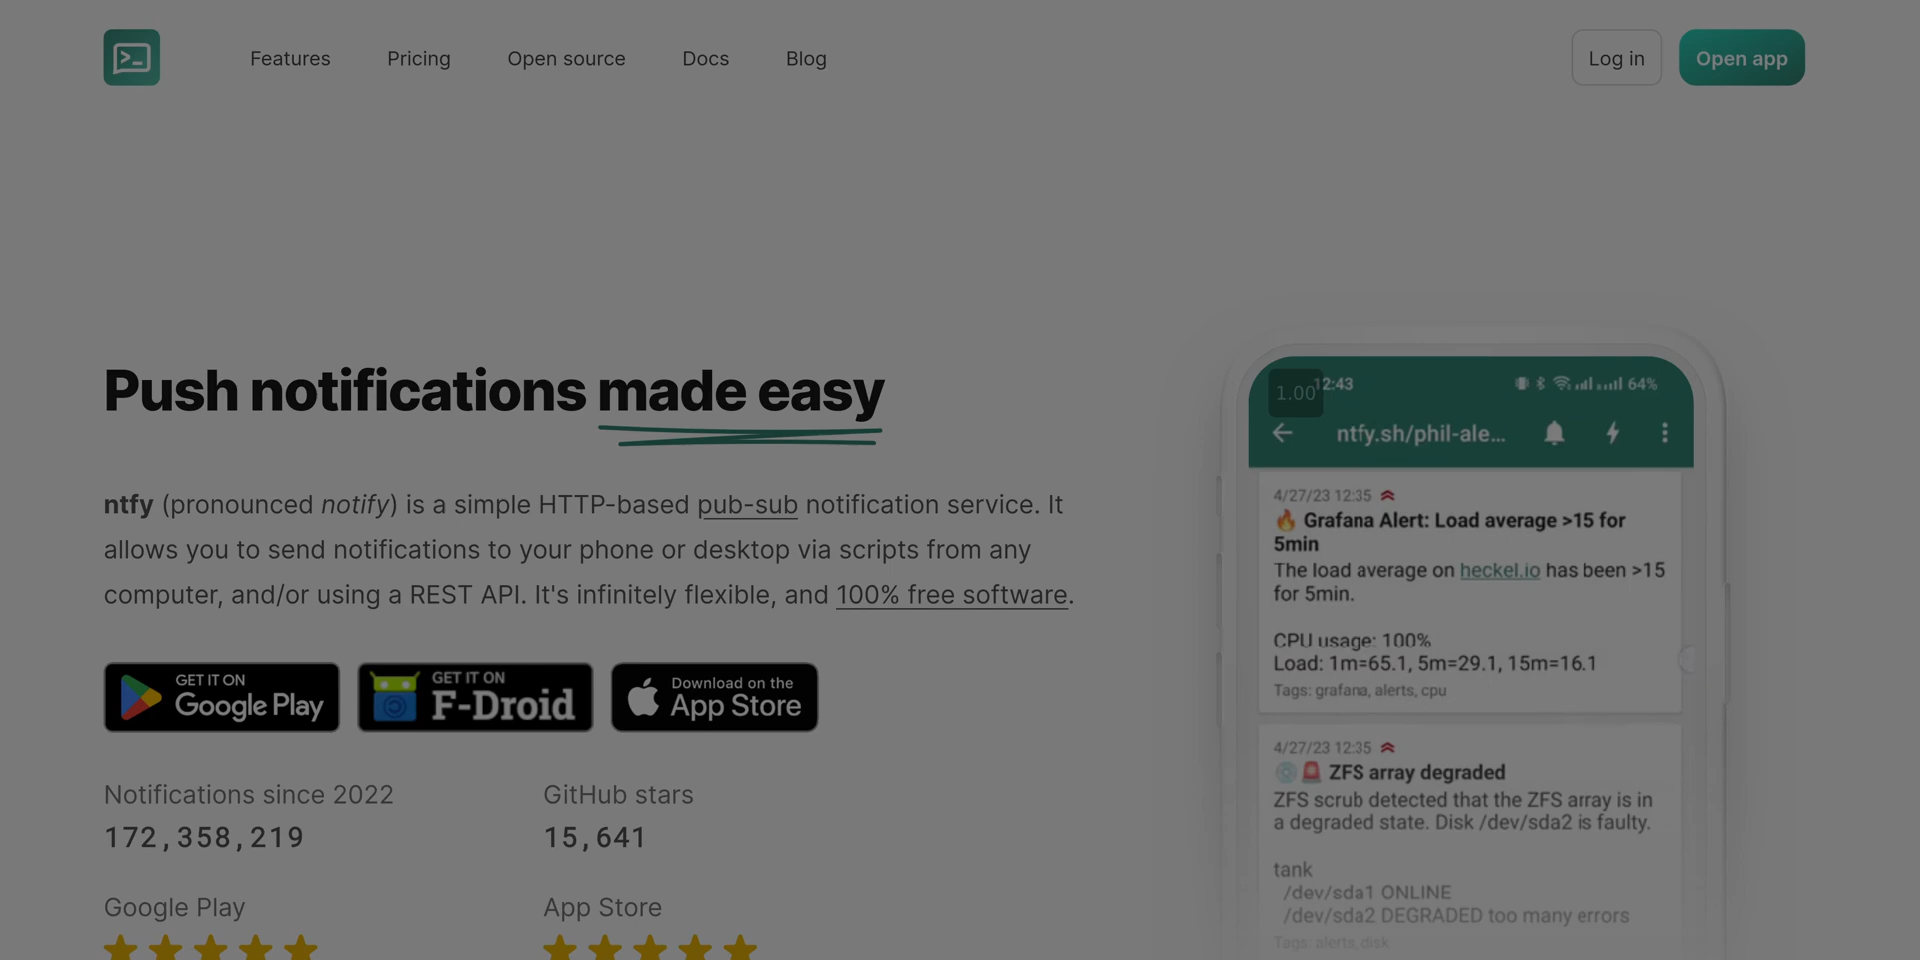 Features Pricing Open source Docs Blog Log in Open app
Push notifications made easy
ntfy (pronounced notify) is a simple HTTP-based pub-sub notification service. It
allows you to send notifications to your phone or desktop via scripts from any
computer, and/or using a REST API. It's infinitely flexible, and 100% free software.
GET IT ON
Google Play
GET IT ON
F-Droid
Download on the
App Store
Notifications since 2022
172,358,219
GitHub stars
15,641
Google Play
App Store
1.00
12:43 64%
ntfy.sh/phil-ale...
4/27/23 12:35
Grafana Alert: Load average >15 for
5min
The load average on heckel.io has been >15
for 5min.
CPU usage: 100%
Load: 1m=65.1, 5m=29.1, 15m=16.1
Tags: grafana, alerts, cpu
4/27/23 12:35
ZFS array degraded
ZFS scrub detected that the ZFS array is in
a degraded state. Disk /dev/sda2 is faulty.
tank
/dev/sda1 ONLINE
/dev/sda2 DEGRADED too many errors
Tags: alerts, disk